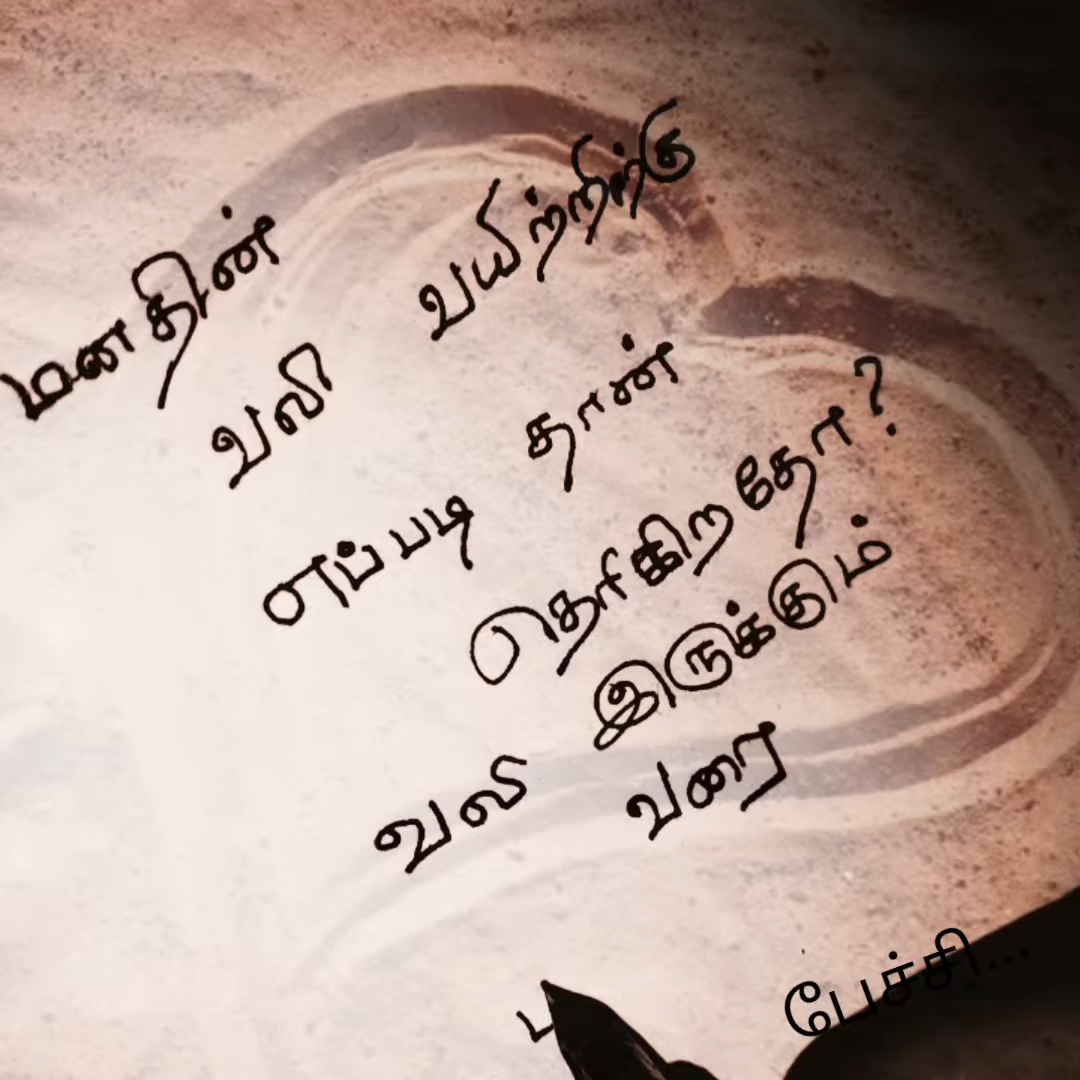 மனதின்
வலி வயிற்றிற்கு
எப்படி தான்
தெரிகிறதோ?
வலி இருக்கும்
வரை
ப
பேச்சி...